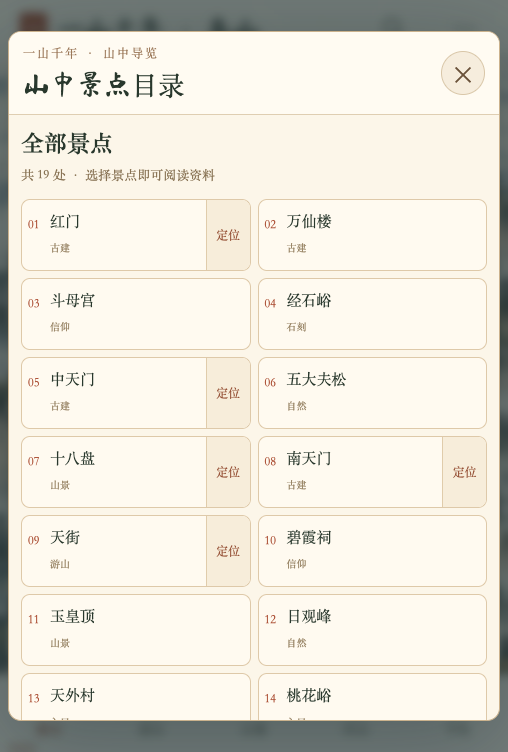 一山千年 · 山中导览
山中景点目录
全部景点
共 19 处 · 选择景点即可阅读资料
01 红门 定位
古建
02 万仙楼
古建
03 斗母宫
信仰
04 经石峪
石刻
05 中天门 定位
古建
06 五大夫松
自然
07 十八盘 定位
山景
08 南天门 定位
古建
09 天街 定位
游山
10 碧霞祠
信仰
11 玉皇顶
山景
12 日观峰
自然
13 天外村
14 桃花峪